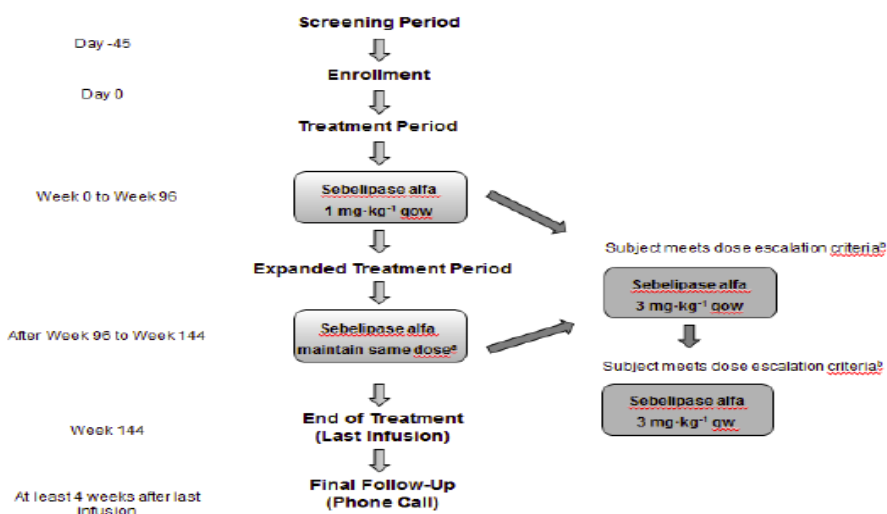 Screening Period
Day -45
Enrollment
Day 0
Treatment Period
Week 0 to Week 96
Sebelipase alfa
1 mg·kg⁻¹ qow
Subject meets dose escalation criteriaᵇ
Expanded Treatment Period
Sebelipase alfa
3 mg·kg⁻¹ qow
After Week 96 to Week 144
Sebelipase alfa
maintain same doseᵃ
Subject meets dose escalation criteriaᵇ
Sebelipase alfa
3 mg·kg⁻¹ qw
Week 144
End of Treatment
(Last Infusion)
At least 4 weeks after last
infusion
Final Follow-Up
(Phone Call)